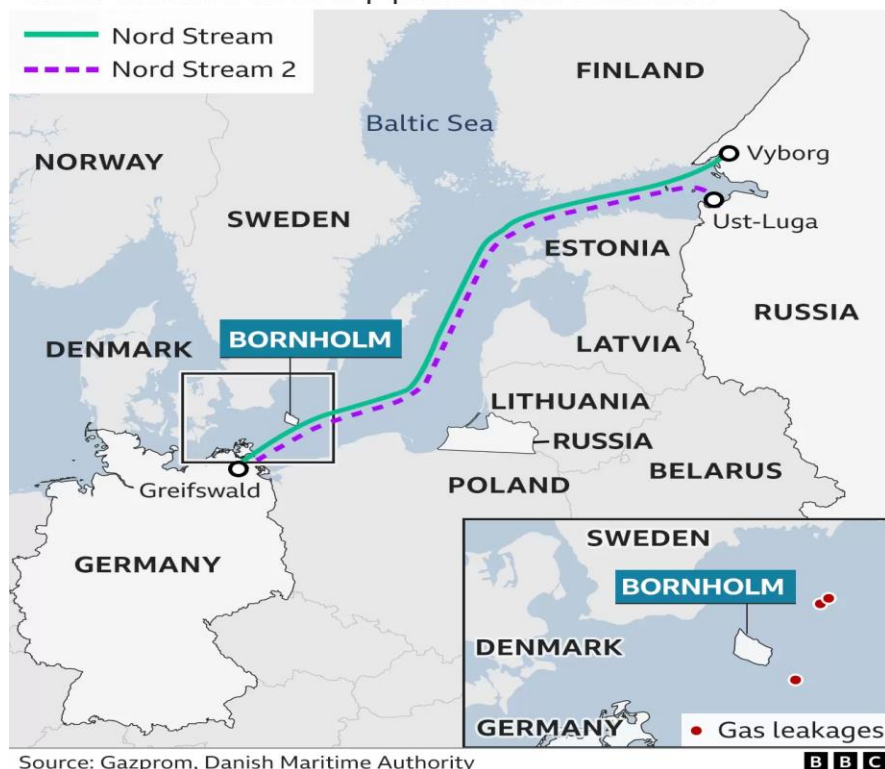 Nord Stream
Nord Stream 2
FINLAND
Baltic Sea
NORWAY
Vyborg
SWEDEN
Ust-Luga
ESTONIA
RUSSIA
DENMARK
BORNHOLM
LATVIA
LITHUANIA
RUSSIA
BELARUS
POLAND
Greifswald
GERMANY
SWEDEN
BORNHOLM
DENMARK
GERMANY
Gas leakages
Source: Gazprom, Danish Maritime Authority
BBC